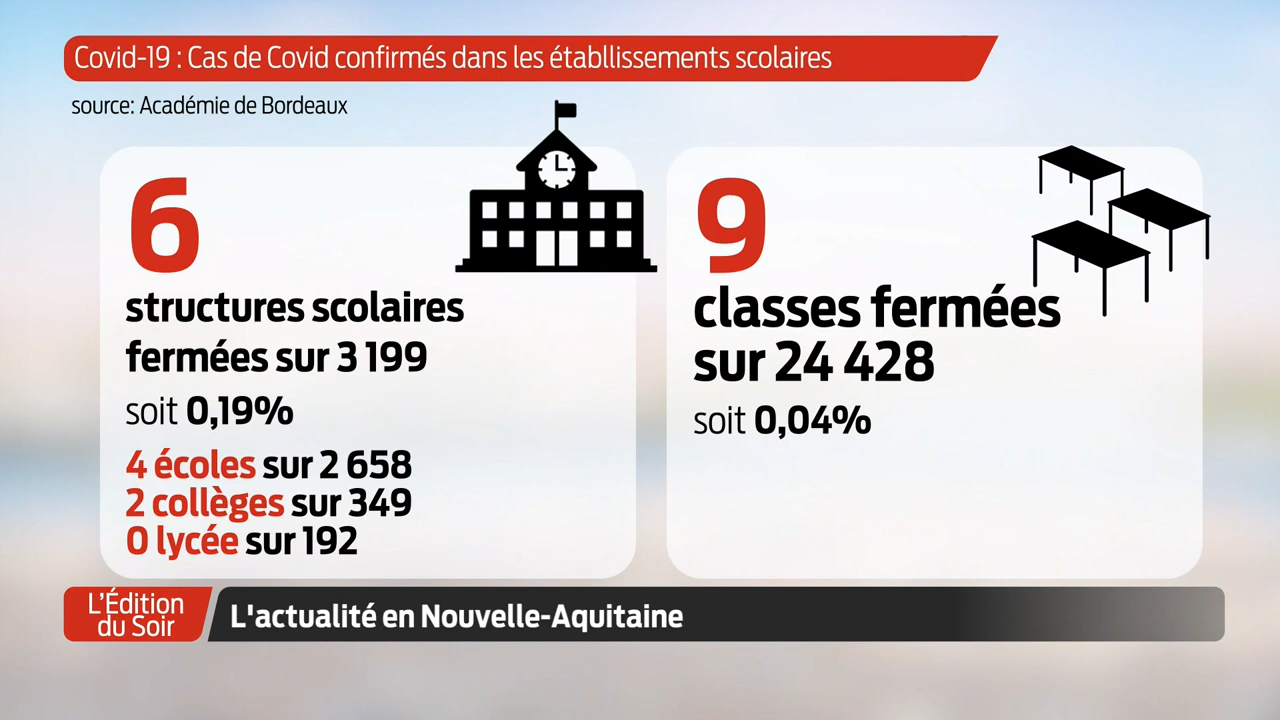 Covid-19 : Cas de Covid confirmés dans les établlissements scolaires
source: Académie de Bordeaux
6
structures scolaires
fermées sur 3 199
soit 0,19%
4 écoles sur 2 658
2 collèges sur 349
0 lycée sur 192
9
classes fermées
sur 24 428
soit 0,04%
L'Édition
du Soir
L'actualité en Nouvelle-Aquitaine